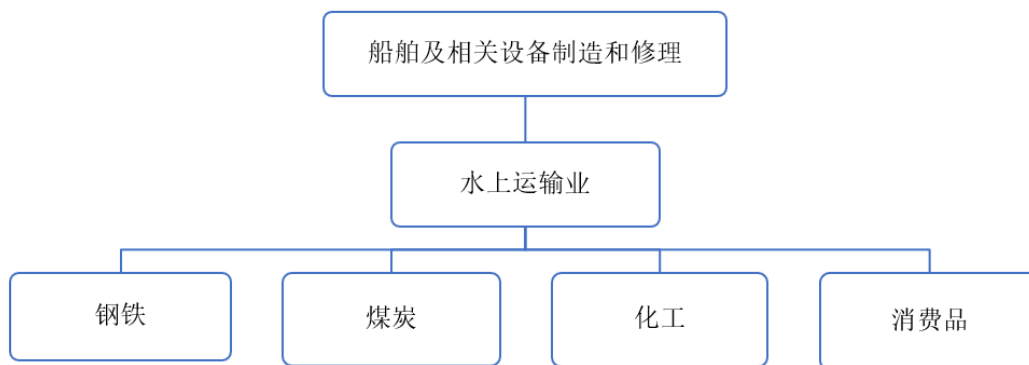 船舶及相关设备制造和修理
水上运输业
钢铁
煤炭
化工
消费品